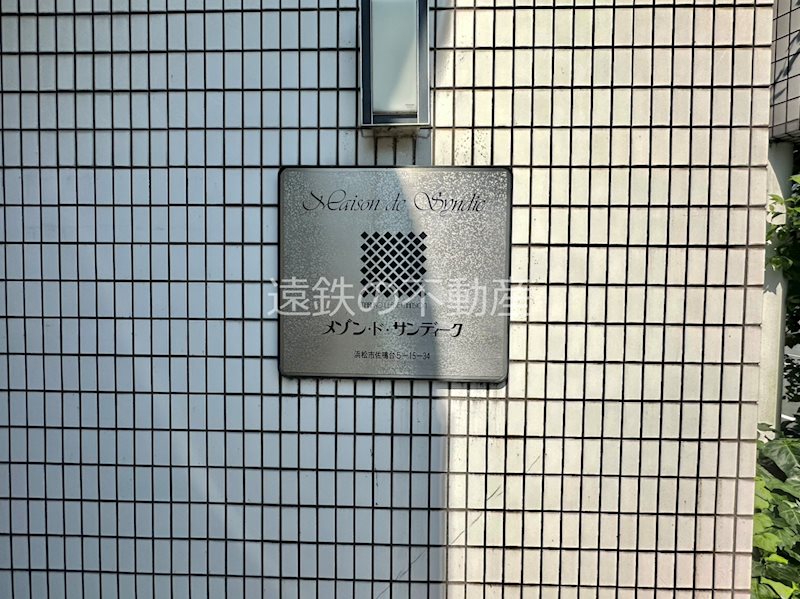 Maison de Syndie
遠鉄の不動産
メゾン・ド・サンディーク
浜松市佐鳴台5-15-34